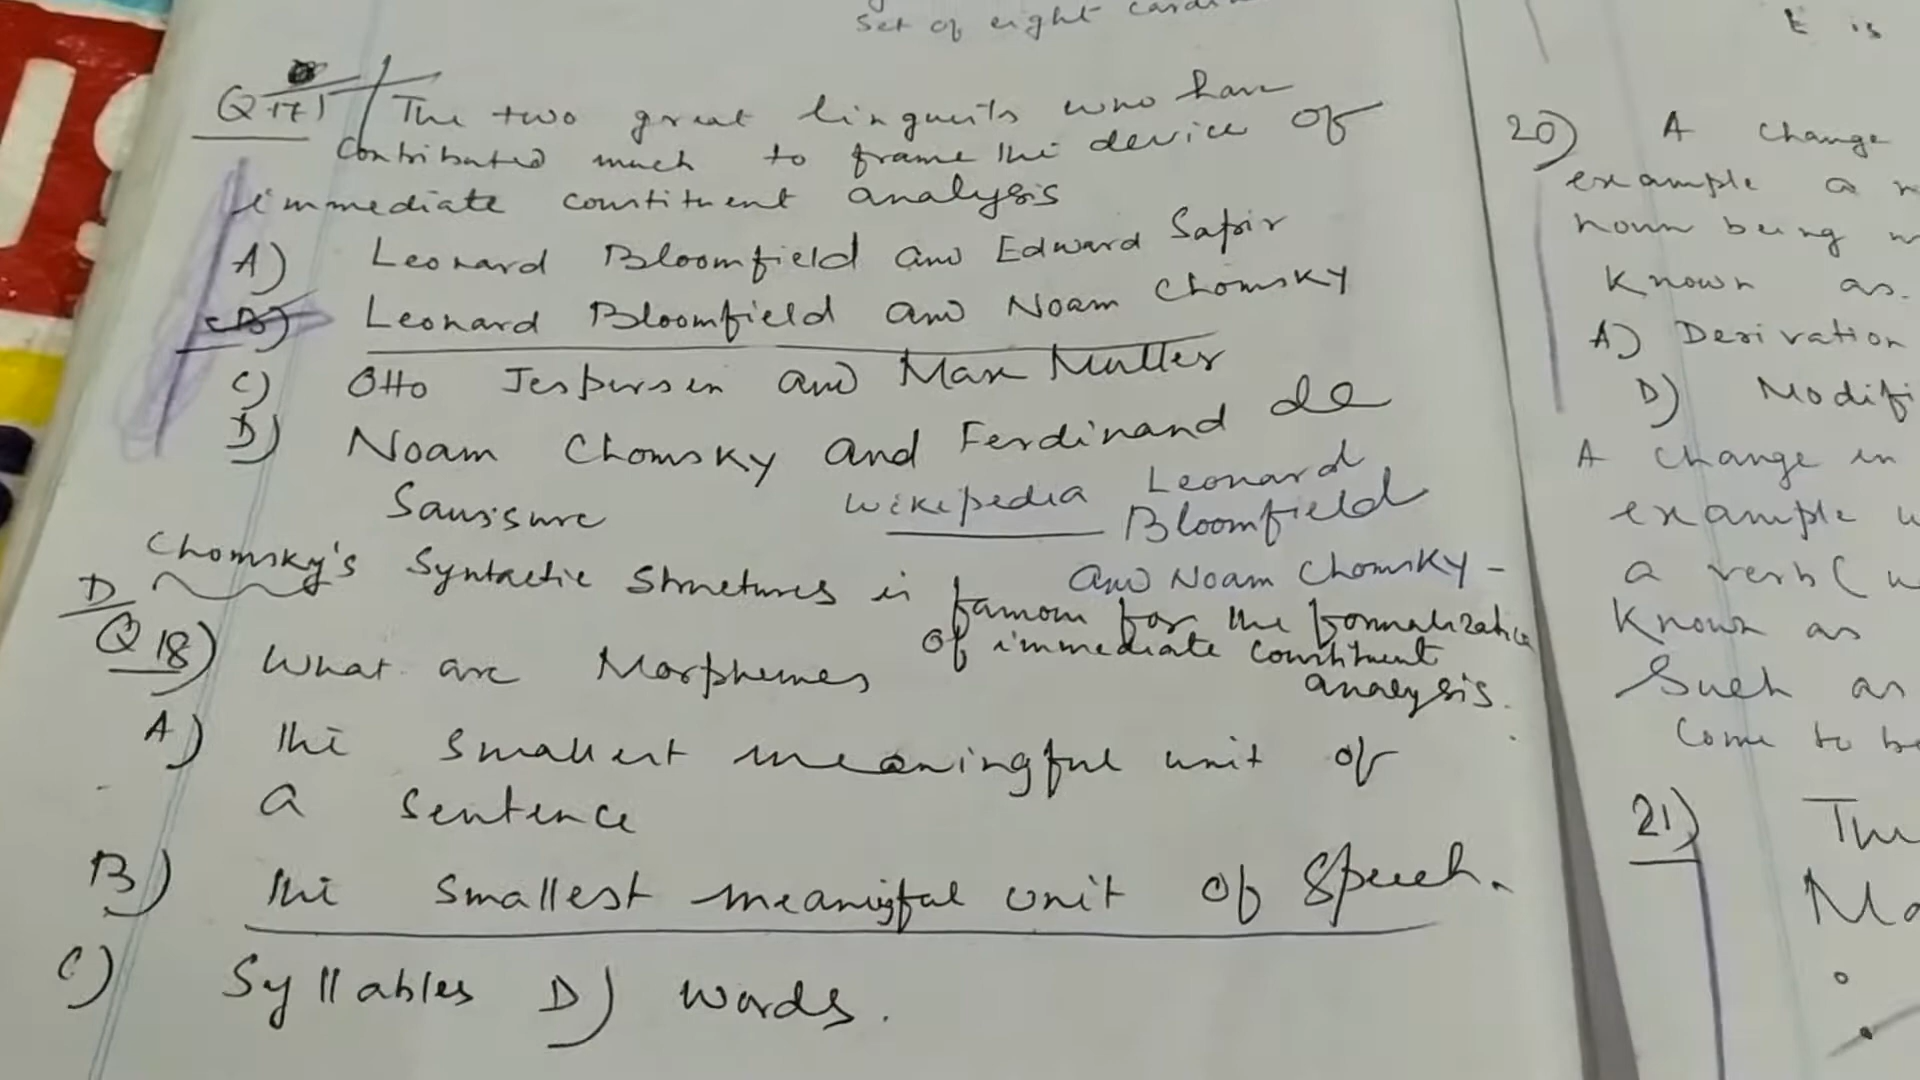 Set of eight cardi
Q 17) The two great linguists who have
contributed much to frame the device of
immediate constituent analysis
A) Leonard Bloomfield and Edward Sapir
B) Leonard Bloomfield and Noam Chomsky
C) Otto Jespersen and Max Muller
D) Noam Chomsky and Ferdinand de
Saussure
Wikipedia Leonard
Bloomfield
and Noam Chomsky -
Chomsky's Syntactic Structures is famous for the formalization
of immediate constituent
analysis.
D
Q 18) What are Morphemes
A) The smallest meaningful unit of
a sentence
B) The smallest meaningful unit of Speech.
C) Syllables D) words.
E is
20) A change
example a
noun being
known as.
A) Derivation
D) Modifi
A change in
example
a verb (
Known as
Such as
Come to be
21) The